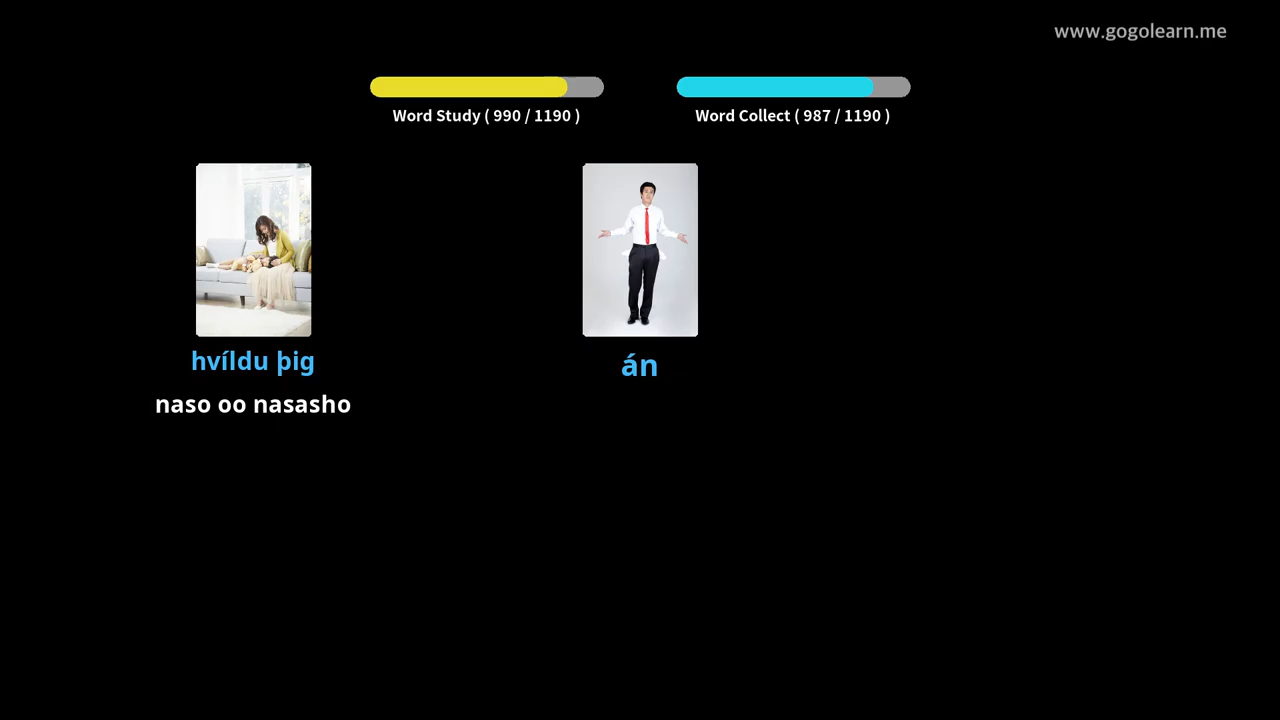 www.gogolearn.me
Word Study ( 990 / 1190 )
Word Collect ( 987 / 1190 )
hvíldu þig
án
naso oo nasasho